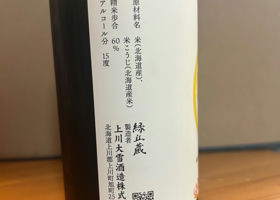 原材料名 米(北海道産)、
米こうじ(北海道産米)
精米歩合 60%
アルコール分 15度
緑丘蔵
製造者
上川大雪酒造株式
北海道上川郡上川町旭町25